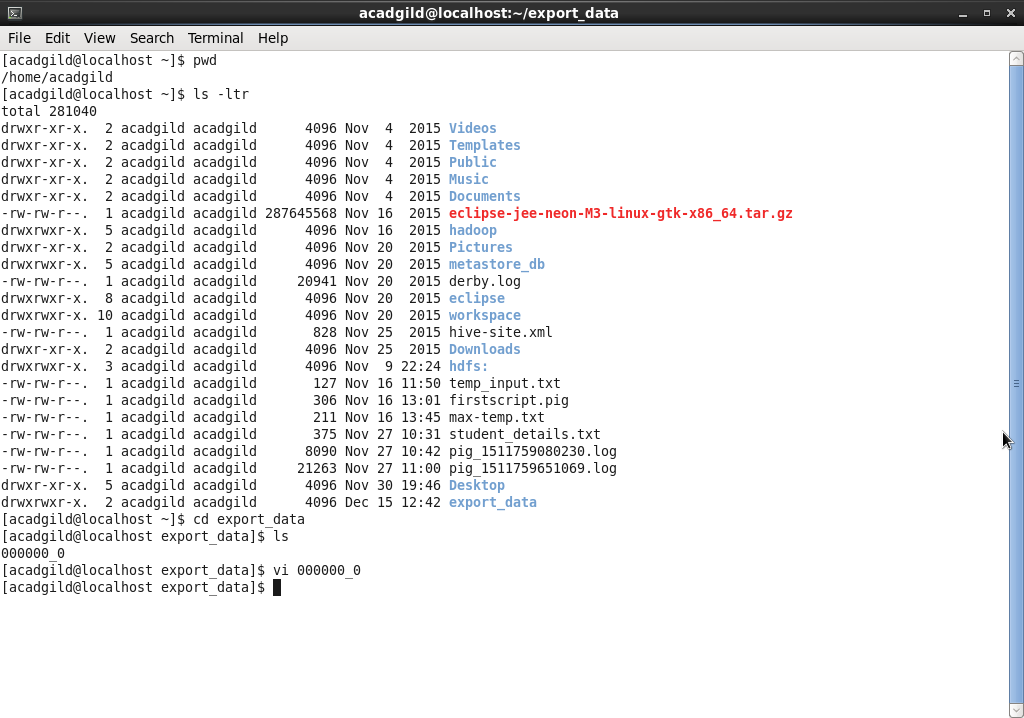 acadgild@localhost:~/export_data
File Edit View Search Terminal Help
[acadgild@localhost ~]$ pwd
/home/acadgild
[acadgild@localhost ~]$ ls -ltr
total 281040
drwxr-xr-x.  2 acadgild acadgild      4096 Nov  4  2015 Videos
drwxr-xr-x.  2 acadgild acadgild      4096 Nov  4  2015 Templates
drwxr-xr-x.  2 acadgild acadgild      4096 Nov  4  2015 Public
drwxr-xr-x.  2 acadgild acadgild      4096 Nov  4  2015 Music
drwxr-xr-x.  2 acadgild acadgild      4096 Nov  4  2015 Documents
-rw-rw-r--.  1 acadgild acadgild 287645568 Nov 16  2015 eclipse-jee-neon-M3-linux-gtk-x86_64.tar.gz
drwxrwxr-x.  5 acadgild acadgild      4096 Nov 16  2015 hadoop
drwxr-xr-x.  2 acadgild acadgild      4096 Nov 20  2015 Pictures
drwxrwxr-x.  5 acadgild acadgild      4096 Nov 20  2015 metastore_db
-rw-rw-r--.  1 acadgild acadgild     20941 Nov 20  2015 derby.log
drwxrwxr-x.  8 acadgild acadgild      4096 Nov 20  2015 eclipse
drwxrwxr-x. 10 acadgild acadgild      4096 Nov 20  2015 workspace
-rw-rw-r--.  1 acadgild acadgild       828 Nov 25  2015 hive-site.xml
drwxr-xr-x.  2 acadgild acadgild      4096 Nov 25  2015 Downloads
drwxrwxr-x.  3 acadgild acadgild      4096 Nov  9 22:24 hdfs:
-rw-rw-r--.  1 acadgild acadgild       127 Nov 16 11:50 temp_input.txt
-rw-rw-r--.  1 acadgild acadgild       306 Nov 16 13:01 firstscript.pig
-rw-rw-r--.  1 acadgild acadgild       211 Nov 16 13:45 max-temp.txt
-rw-rw-r--.  1 acadgild acadgild       375 Nov 27 10:31 student_details.txt
-rw-rw-r--.  1 acadgild acadgild      8090 Nov 27 10:42 pig_1511759080230.log
-rw-rw-r--.  1 acadgild acadgild     21263 Nov 27 11:00 pig_1511759651069.log
drwxr-xr-x.  5 acadgild acadgild      4096 Nov 30 19:46 Desktop
drwxrwxr-x.  2 acadgild acadgild      4096 Dec 15 12:42 export_data
[acadgild@localhost ~]$ cd export_data
[acadgild@localhost export_data]$ ls
000000_0
[acadgild@localhost export_data]$ vi 000000_0
[acadgild@localhost export_data]$